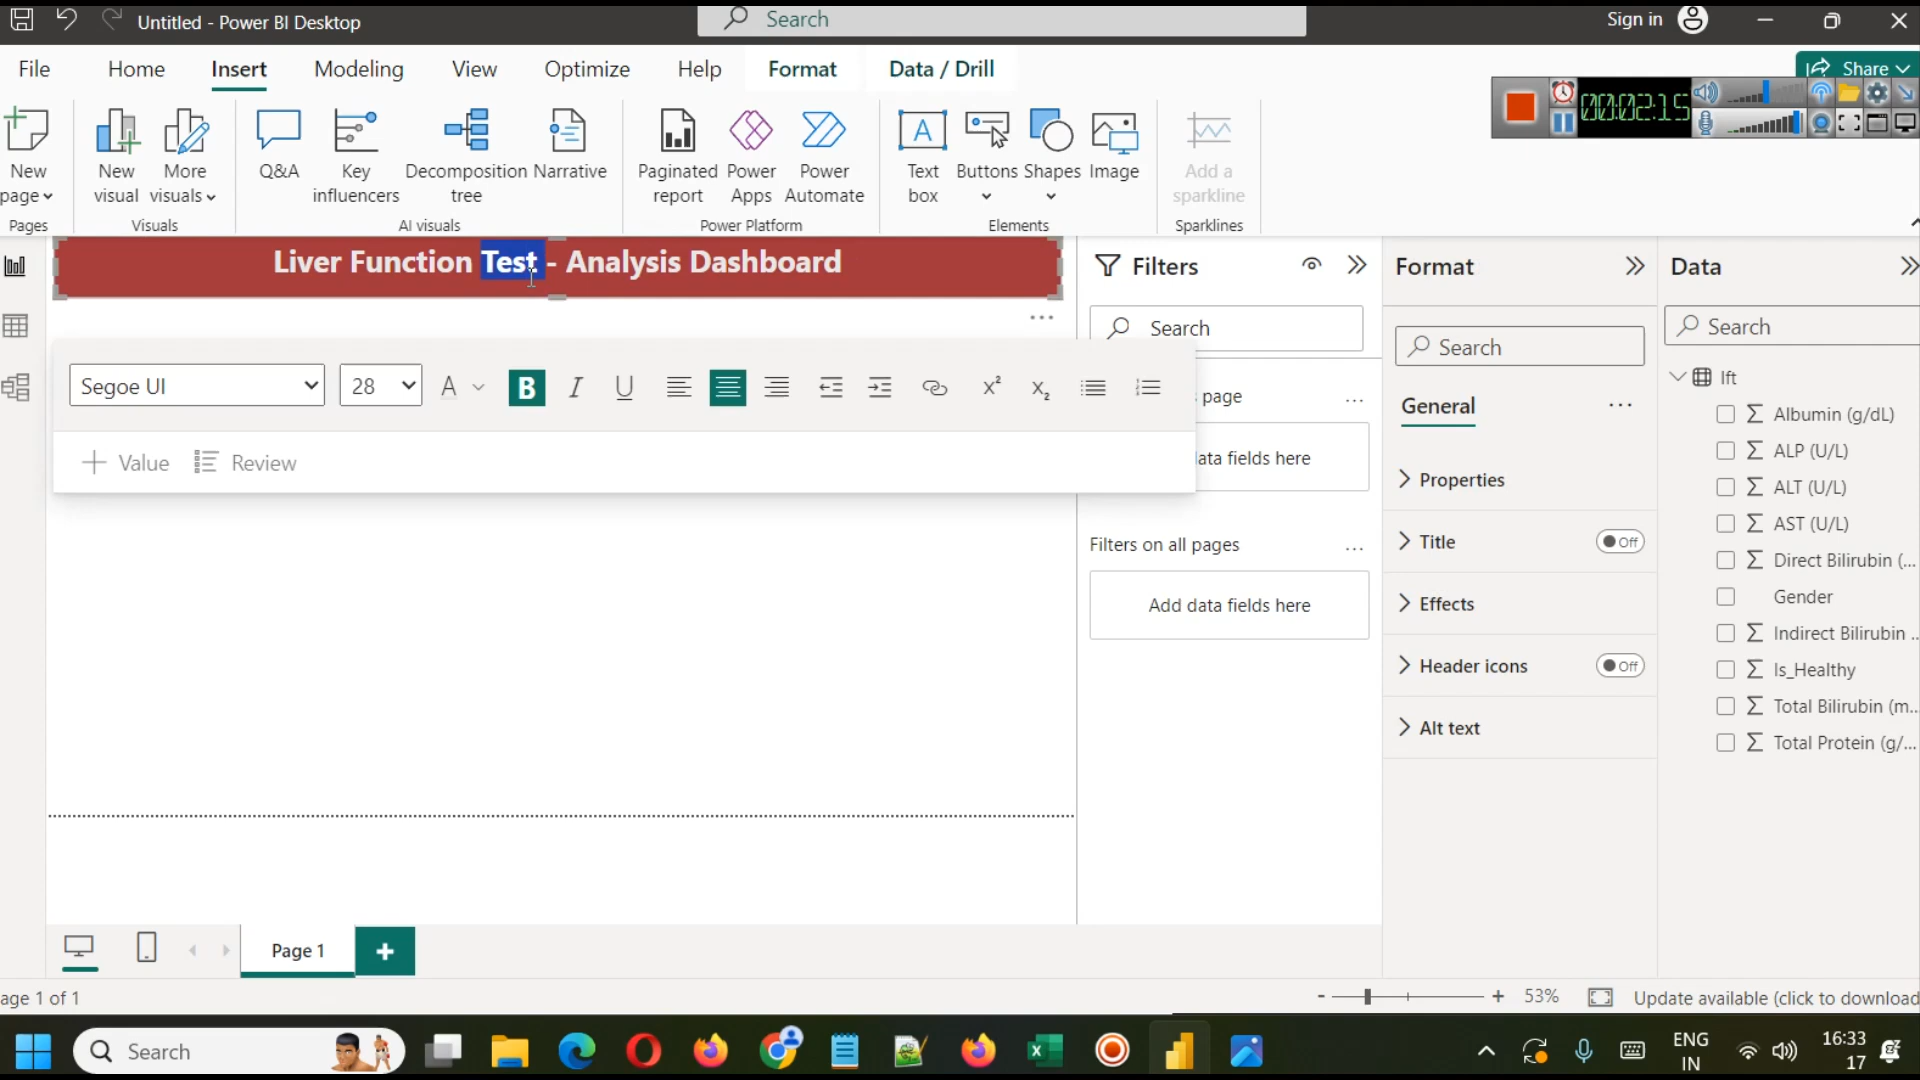 Untitled - Power BI Desktop
Search
Sign in
File Home Insert Modeling View Optimize Help Format Data / Drill
Share
00:02:15
New page
New visual
More visuals
Q&A
Key influencers
Decomposition tree
Narrative
Paginated report
Power Apps
Power Automate
Text box
Buttons
Shapes
Image
Add a sparkline
Pages
Visuals
AI visuals
Power Platform
Elements
Sparklines
Liver Function Test - Analysis Dashboard
Segoe UI
28
A
B I U
x²
x₂
Value
Review
Filters
Search
page
...
ata fields here
Filters on all pages
...
Add data fields here
Format
Search
General
...
Properties
Title Off
Effects
Header icons Off
Alt text
Data
Search
lft
Albumin (g/dL)
ALP (U/L)
ALT (U/L)
AST (U/L)
Direct Bilirubin (...
Gender
Indirect Bilirubin ..
Is_Healthy
Total Bilirubin (m...
Total Protein (g/...
Page 1
+
age 1 of 1
- + 53%
Update available (click to download
Search
ENG
IN
16:33
17